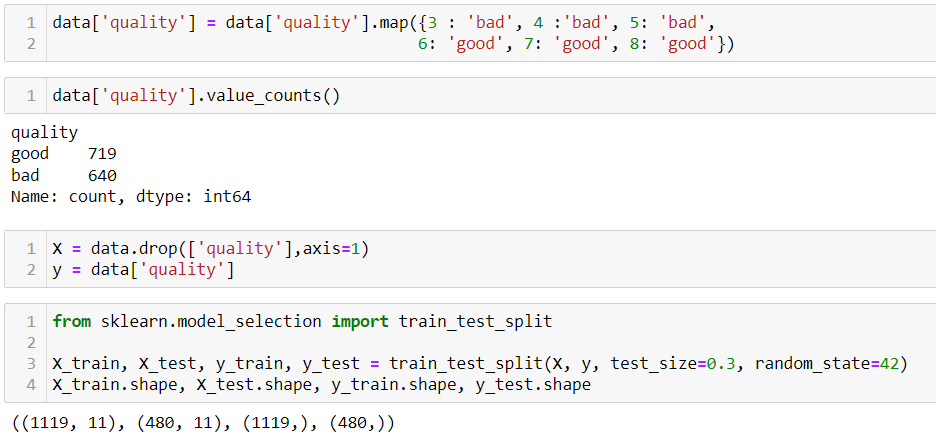 1 data['quality'] = data['quality'].map({3 : 'bad', 4 :'bad', 5: 'bad',
2                                       6: 'good', 7: 'good', 8: 'good'})
1 data['quality'].value_counts()
quality
good    719
bad     640
Name: count, dtype: int64
1 X = data.drop(['quality'],axis=1)
2 y = data['quality']
1 from sklearn.model_selection import train_test_split
2
3 X_train, X_test, y_train, y_test = train_test_split(X, y, test_size=0.3, random_state=42)
4 X_train.shape, X_test.shape, y_train.shape, y_test.shape
((1119, 11), (480, 11), (1119,), (480,))